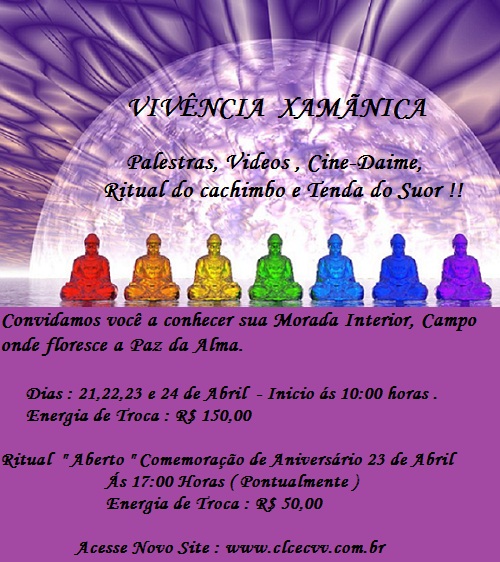 VIVÊNCIA XAMÃNICA
Palestras, Videos , Cine-Daime,
Ritual do cachimbo e Tenda do Suor !!
Convidamos você a conhecer sua Morada Interior, Campo
onde floresce a Paz da Alma.
Dias : 21,22,23 e 24 de Abril - Inicio ás 10:00 horas .
Energia de Troca : R$ 150,00
Ritual " Aberto " Comemoração de Aniversário 23 de Abril
Ás 17:00 Horas ( Pontualmente )
Energia de Troca : R$ 50,00
Acesse Novo Site : www.clcecvv.com.br